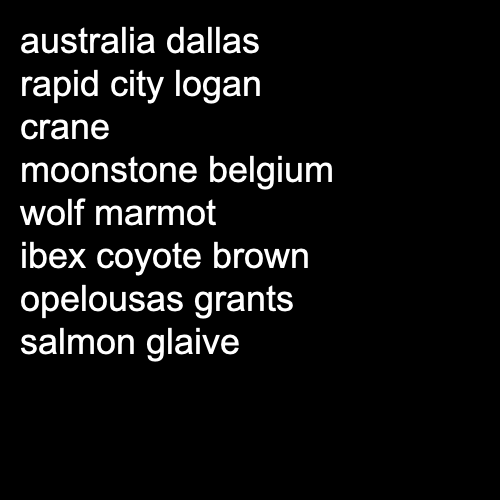 australia dallas
rapid city logan
crane
moonstone belgium
wolf marmot
ibex coyote brown
opelousas grants
salmon glaive